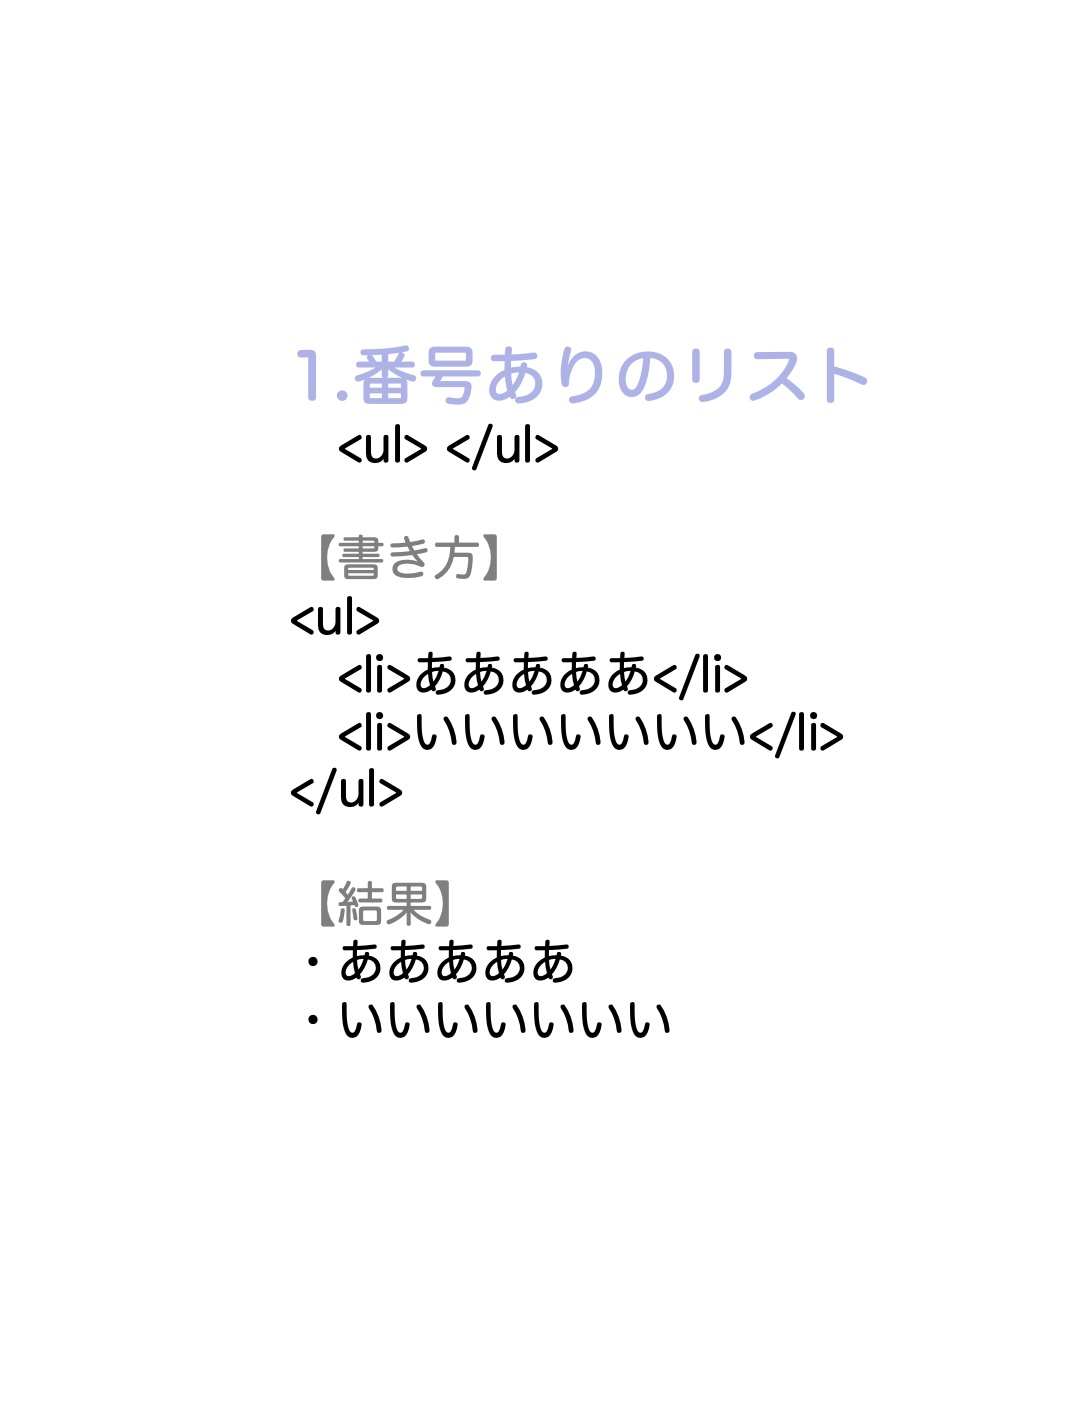 1.番号ありのリスト
<ul> </ul>
【書き方】
<ul>
<li>あああああ</li>
<li>いいいいいいい</li>
</ul>
【結果】
・あああああ
・いいいいいいい